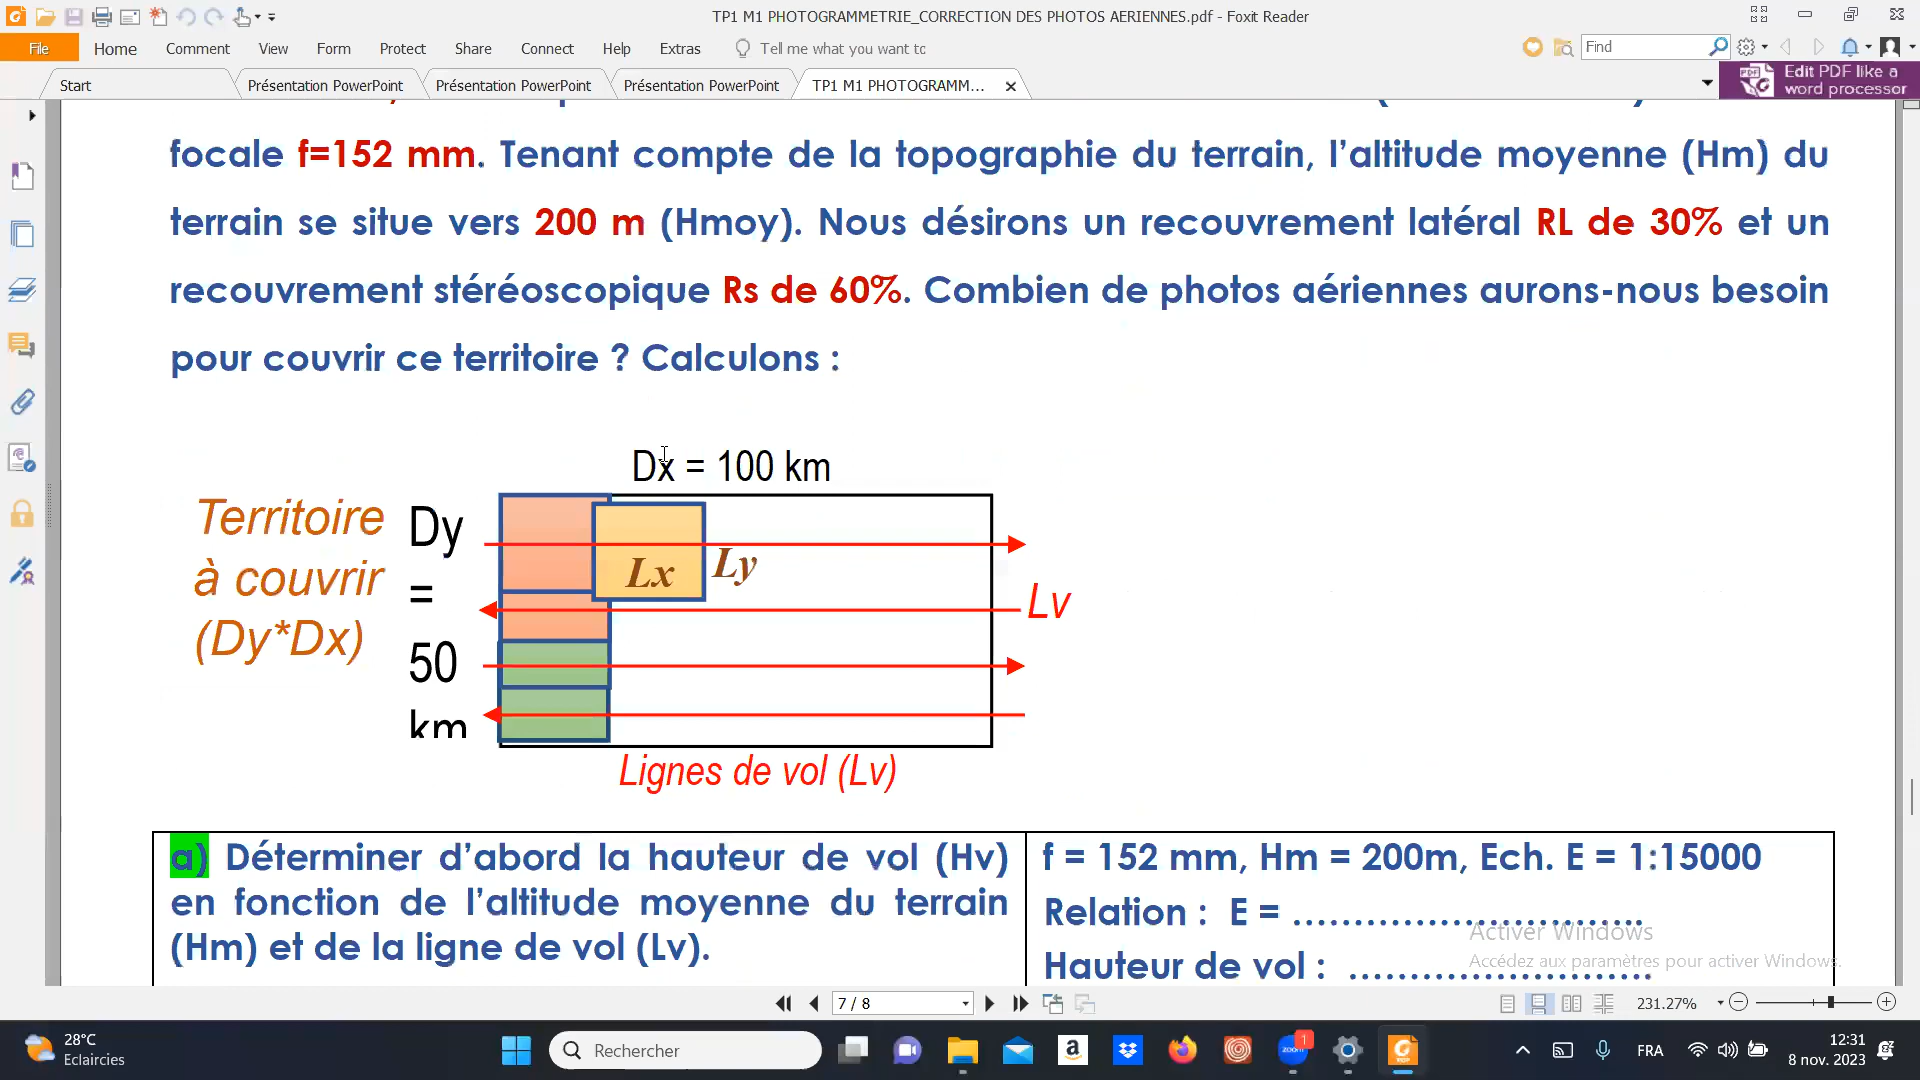 TP1 M1 PHOTOGRAMMETRIE_CORRECTION DES PHOTOS AERIENNES.pdf - Foxit Reader
File Home Comment View Form Protect Share Connect Help Extras Tell me what you want to Find
Start Présentation PowerPoint Présentation PowerPoint Présentation PowerPoint TP1 M1 PHOTOGRAMM...
Edit PDF like a
word processor
focale f=152 mm. Tenant compte de la topographie du terrain, l'altitude moyenne (Hm) du
terrain se situe vers 200 m (Hmoy). Nous désirons un recouvrement latéral RL de 30% et un
recouvrement stéréoscopique Rs de 60%. Combien de photos aériennes aurons-nous besoin
pour couvrir ce territoire ? Calculons :
Dx = 100 km
Territoire
à couvrir
(Dy*Dx)
Dy
=
50
km
Lx
Ly
Lv
Lignes de vol (Lv)
a) Déterminer d'abord la hauteur de vol (Hv)
en fonction de l'altitude moyenne du terrain
(Hm) et de la ligne de vol (Lv).
f = 152 mm, Hm = 200m, Ech. E = 1:15000
Relation : E = ................................
Hauteur de vol : ............................
Activer Windows
Accédez aux paramètres pour activer Windows.
7 / 8
231.27%
28°C
Eclaircies
Rechercher
zoom
1
FRA
12:31
8 nov. 2023